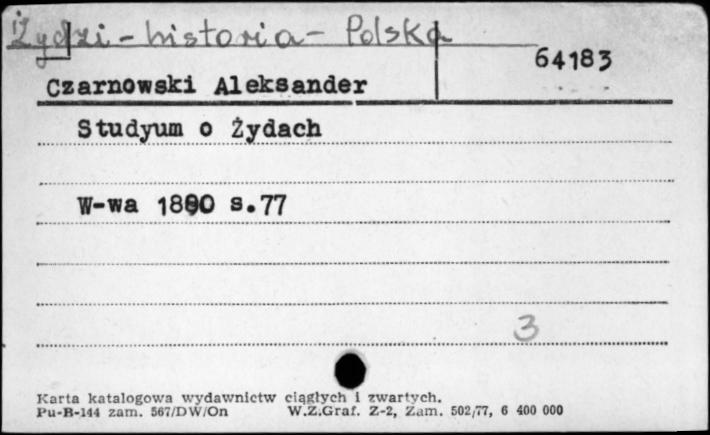 Żydzi - historia - Polska
64183
Czarnowski Aleksander
Studyum o Żydach
W-wa s.77
3
Karta katalogowa wydawnictw ciągłych i zwartych.
Pu-B-144 zam. 567/DW/On W.Z.Graf. Z-2, Zam. 502/77, 6 400 000